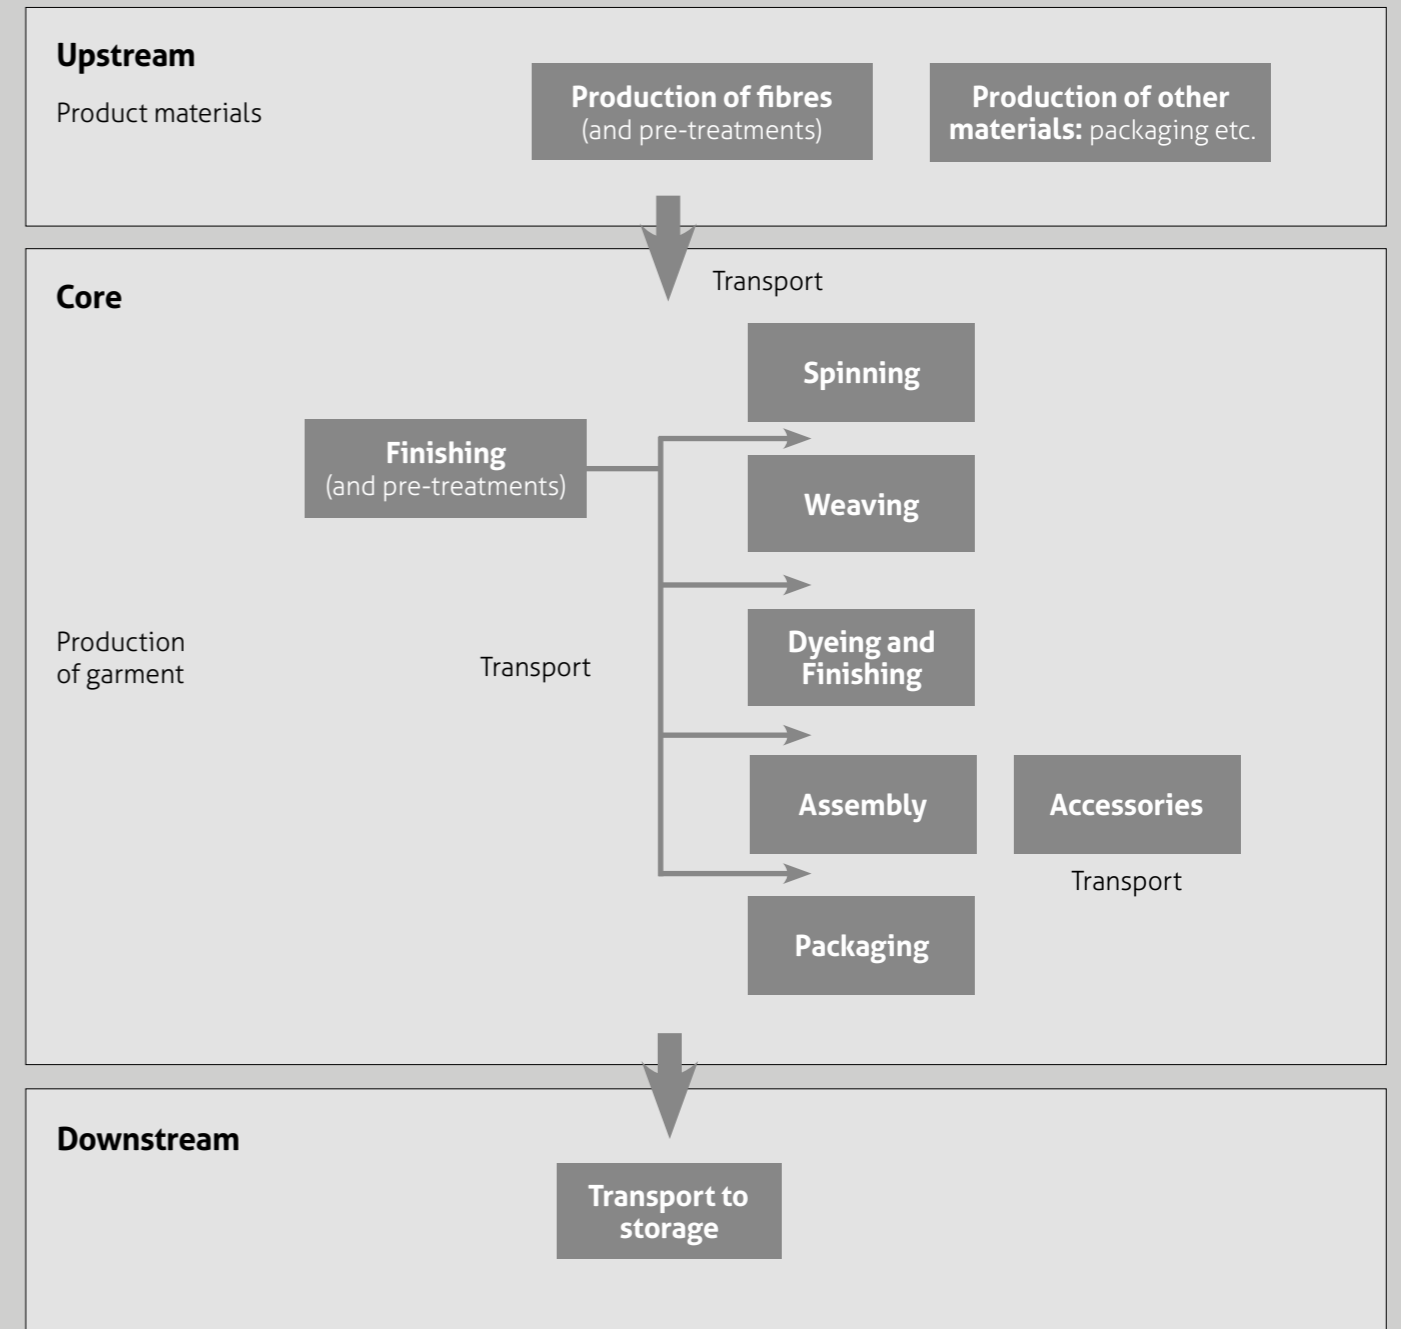 Upstream
Product materials
Production of fibres
(and pre-treatments)
Production of other
materials: packaging etc.
Core
Transport
Spinning
Finishing
(and pre-treatments)
Weaving
Production
of garment
Transport
Dyeing and
Finishing
Assembly
Accessories
Transport
Packaging
Downstream
Transport to
storage